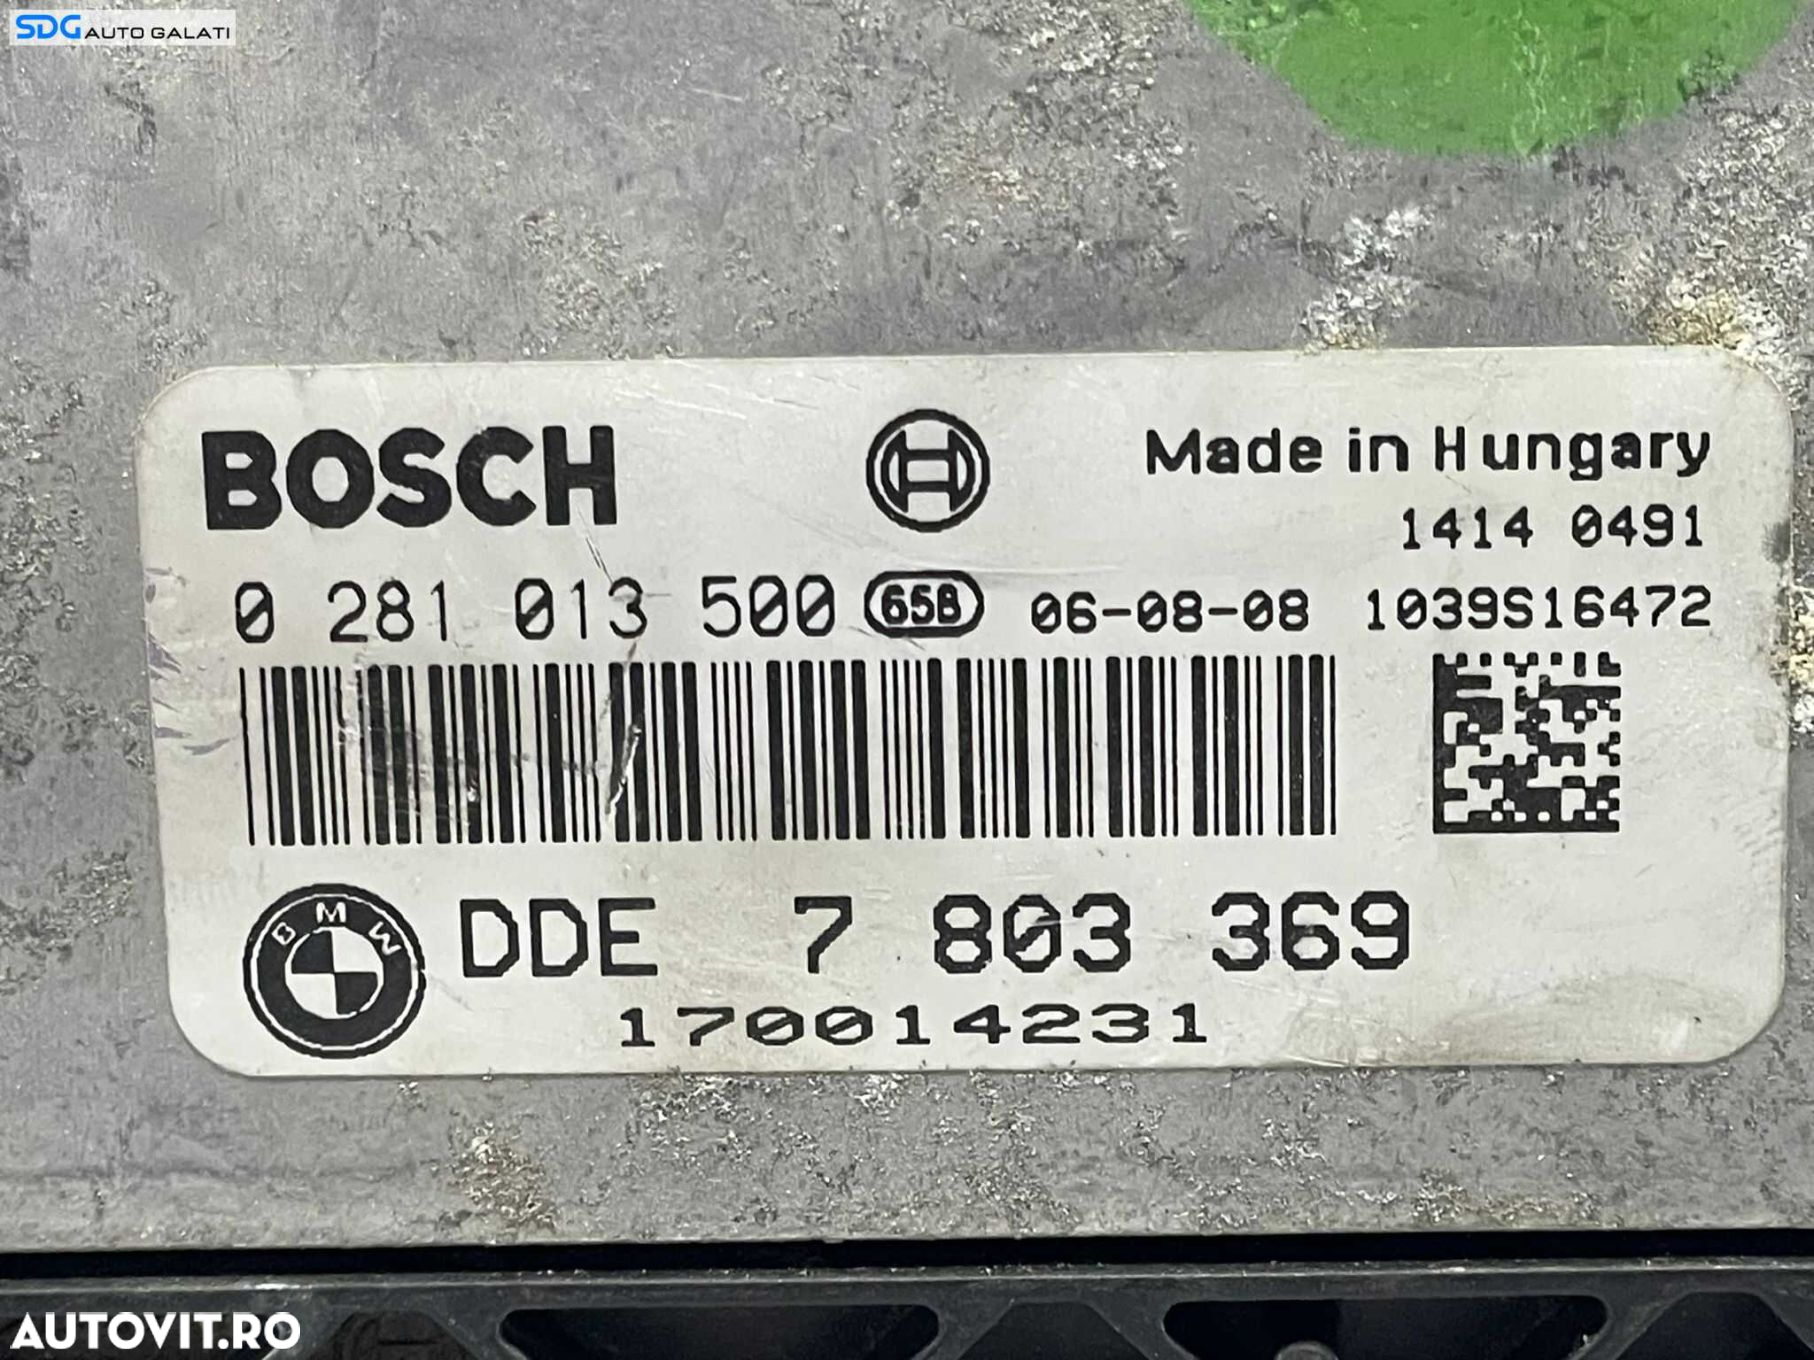 SDG AUTO GALATI
BOSCH
Made in Hungary
1414 0491
0 281 013 500 65B 06-08-08 1039S16472
BMW
DDE 7 803 369
170014231
AUTOVIT.RO